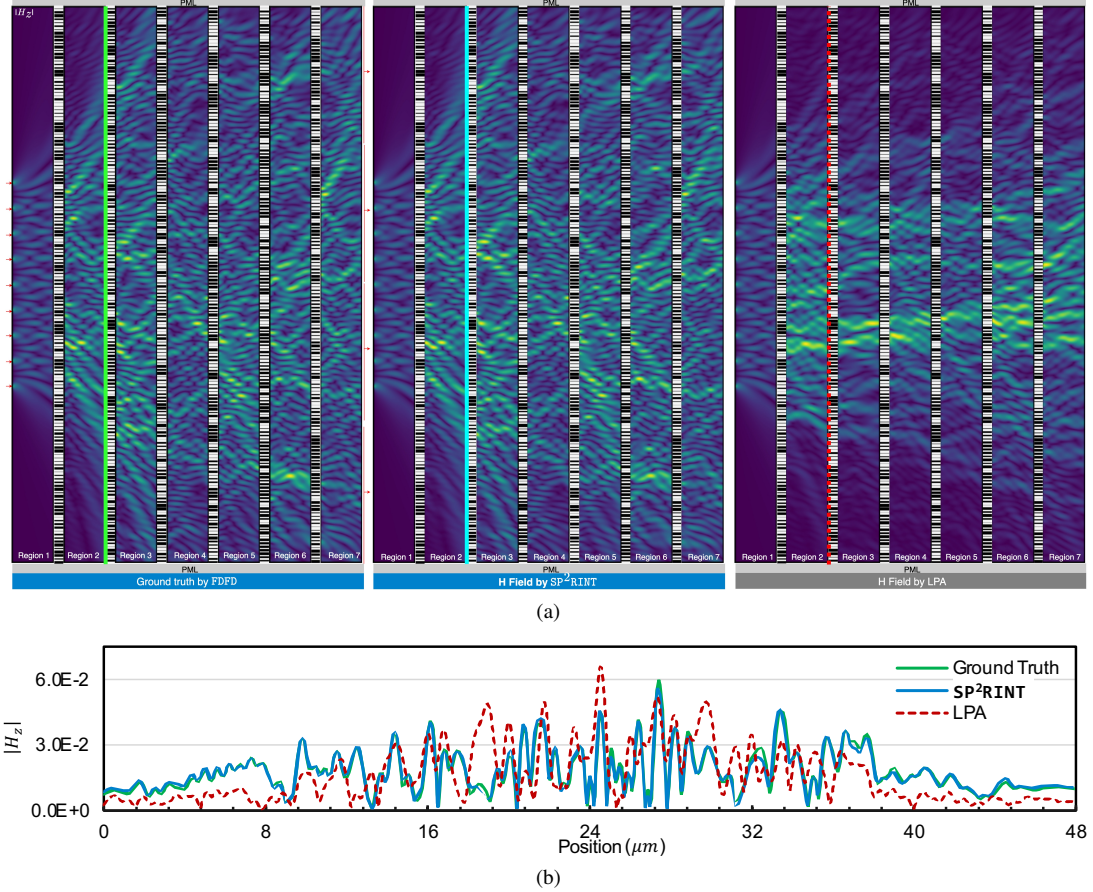 PML PML PML
|Hz|
Region 1 Region 2 Region 3 Region 4 Region 5 Region 6 Region 7 Region 1 Region 2 Region 3 Region 4 Region 5 Region 6 Region 7 Region 1 Region 2 Region 3 Region 4 Region 5 Region 6 Region 7
PML PML PML
Ground truth by FDFD H Field by SP²RINT H Field by LPA
(a)
6.0E-2
3.0E-2
0.0E+0
|Hz|
Ground Truth
SP²RINT
LPA
0 8 16 24 32 40 48
Position (μm)
(b)